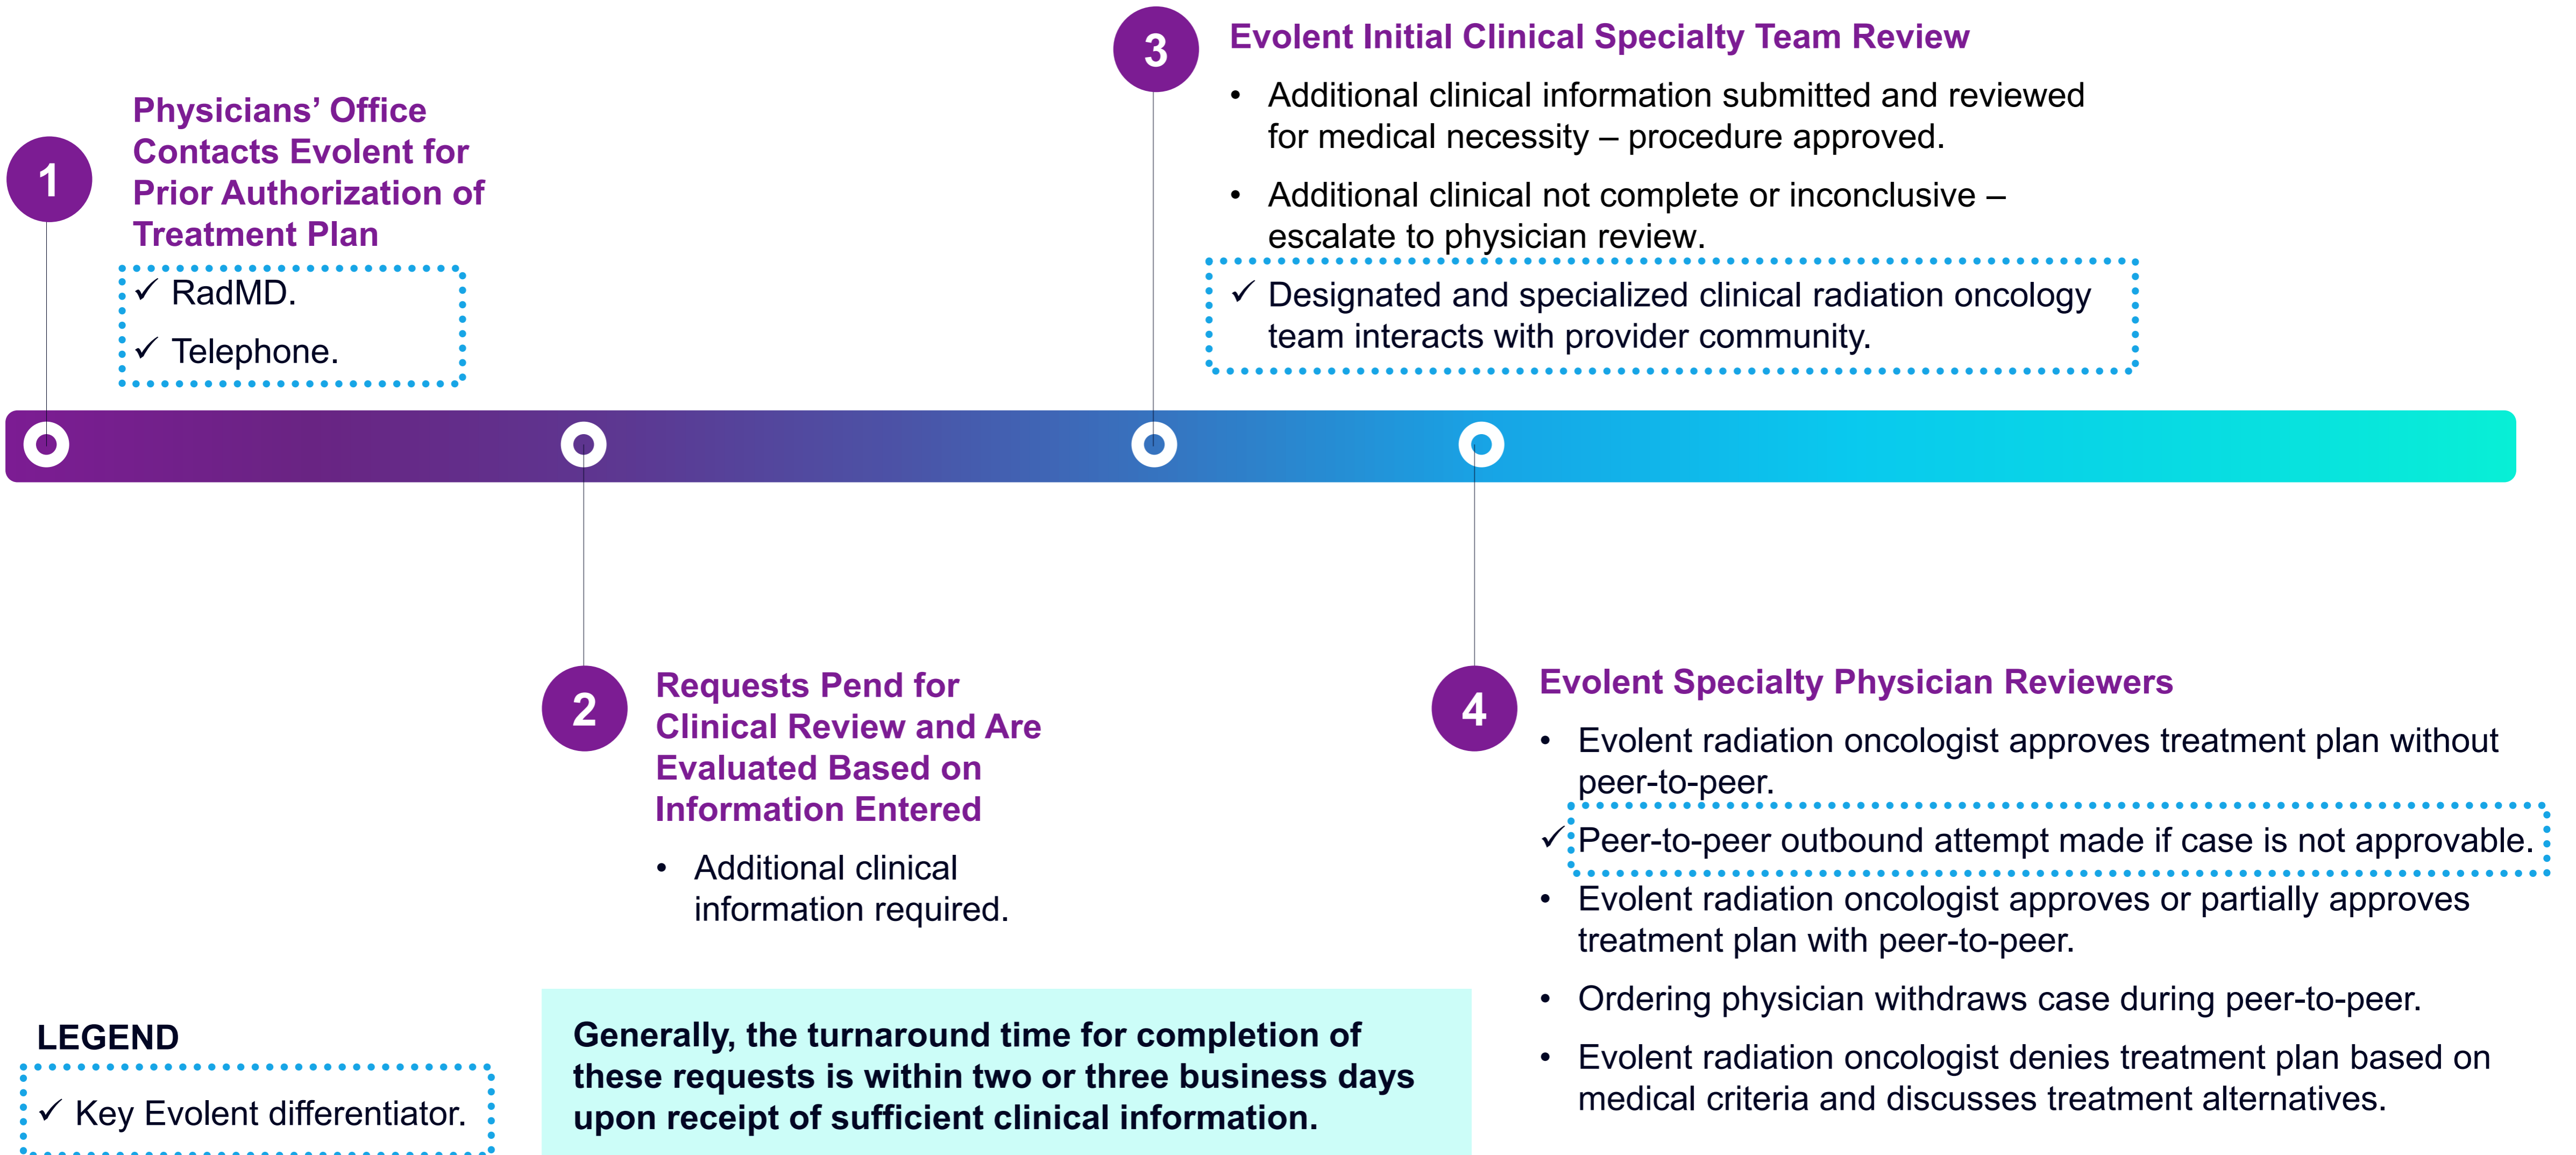 1
Physicians’ Office
Contacts Evolent for
Prior Authorization of
Treatment Plan
✓ RadMD.
✓ Telephone.
3
Evolent Initial Clinical Specialty Team Review
• Additional clinical information submitted and reviewed
for medical necessity – procedure approved.
• Additional clinical not complete or inconclusive –
escalate to physician review.
✓ Designated and specialized clinical radiation oncology
team interacts with provider community.
2
Requests Pend for
Clinical Review and Are
Evaluated Based on
Information Entered
• Additional clinical
information required.
4
Evolent Specialty Physician Reviewers
• Evolent radiation oncologist approves treatment plan without
peer-to-peer.
✓ Peer-to-peer outbound attempt made if case is not approvable.
• Evolent radiation oncologist approves or partially approves
treatment plan with peer-to-peer.
• Ordering physician withdraws case during peer-to-peer.
• Evolent radiation oncologist denies treatment plan based on
medical criteria and discusses treatment alternatives.
LEGEND
✓ Key Evolent differentiator.
Generally, the turnaround time for completion of
these requests is within two or three business days
upon receipt of sufficient clinical information.